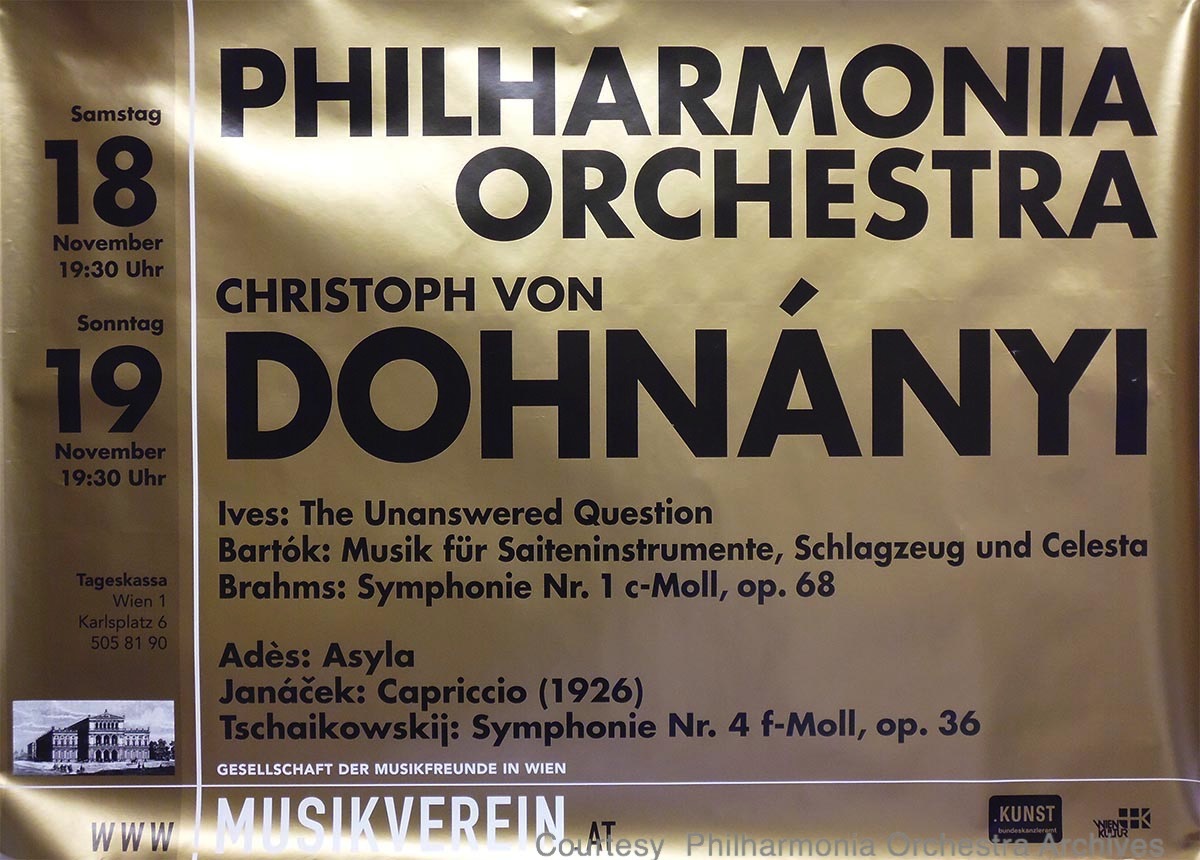 Samstag
18
November
19:30 Uhr
Sonntag
19
November
19:30 Uhr
Tageskassa
Wien 1
Karlsplatz 6
505 81 90
PHILHARMONIA
ORCHESTRA
CHRISTOPH VON
DOHNÁNYI
Ives: The Unanswered Question
Bartók: Musik für Saiteninstrumente, Schlagzeug und Celesta
Brahms: Symphonie Nr. 1 c-Moll, op. 68
Adès: Asyla
Janáček: Capriccio (1926)
Tschaikowskij: Symphonie Nr. 4 f-Moll, op. 36
GESELLSCHAFT DER MUSIKFREUNDE IN WIEN
WWW MUSIKVEREIN .AT
.KUNST
bundeskanzleramt
WIEN
KULTUR
Courtesy Philharmonia Orchestra Archives